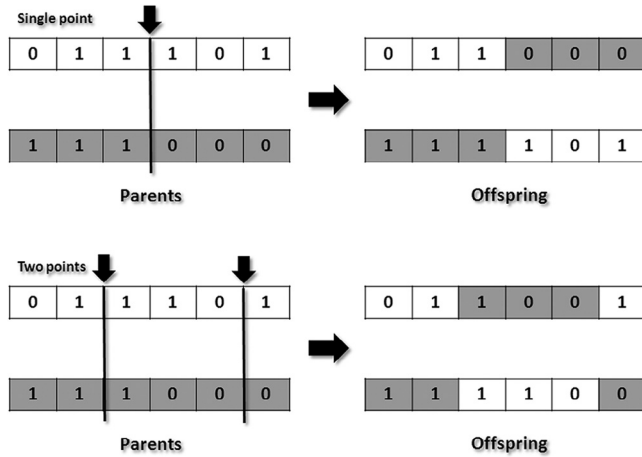 Single point
0 1 1 1 0 1 0 1 1 0 0 0
1 1 1 0 0 0 1 1 1 1 0 1
Parents Offspring
Two points
0 1 1 1 0 1 0 1 1 0 0 1
1 1 1 0 0 0 1 1 1 1 0 0
Parents Offspring